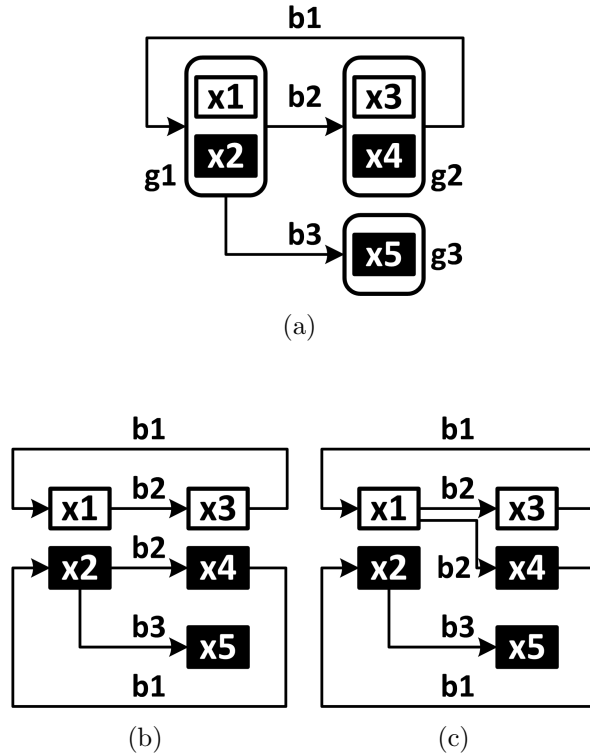 b1
x1 b2 x3
x2 x4
g1 g2
b3 x5 g3
(a)
b1 b1
x1 b2 x3 x1 b2 x3
x2 b2 x4 x2 b2 x4
b3 x5 b3 x5
b1 b1
(b) (c)